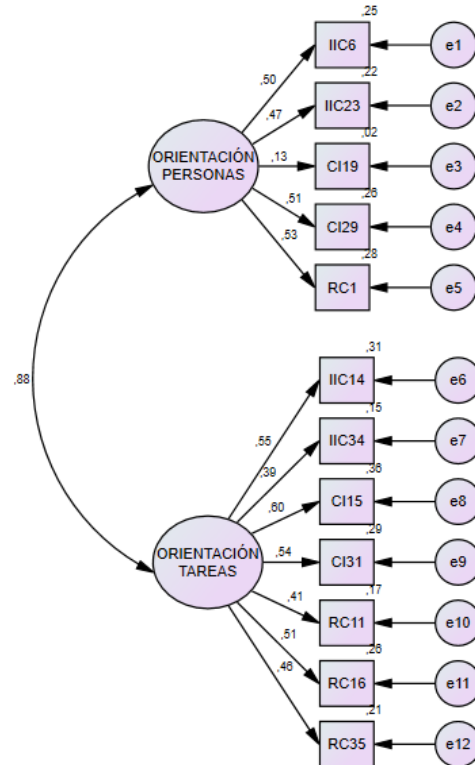 ,25
IIC6
e1
,50
,22
IIC23
e2
,47
,02
ORIENTACIÓN
PERSONAS
,13
CI19
e3
,26
,51
CI29
e4
,53
,28
RC1
e5
,88
,31
IIC14
e6
,55
,15
IIC34
e7
,39
,36
,60
CI15
e8
,29
ORIENTACIÓN
TAREAS
,54
CI31
e9
,17
,41
RC11
e10
,51
,26
RC16
e11
,46
,21
RC35
e12